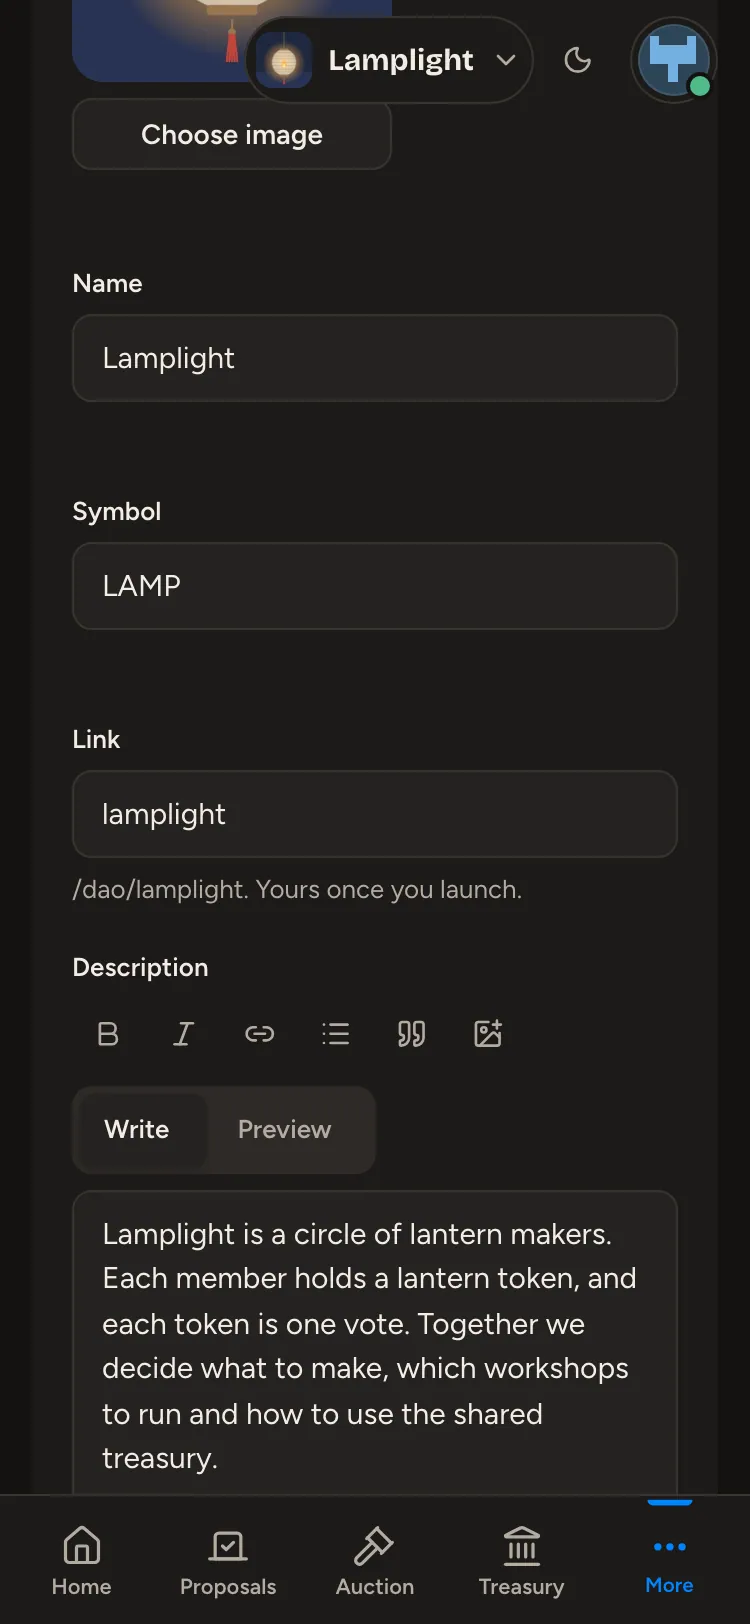 Lamplight
Choose image
Name
Lamplight
Symbol
LAMP
Link
lamplight
/dao/lamplight. Yours once you launch.
Description
Write
Preview
Lamplight is a circle of lantern makers.
Each member holds a lantern token, and
each token is one vote. Together we
decide what to make, which workshops
to run and how to use the shared
treasury.
Home
Proposals
Auction
Treasury
More